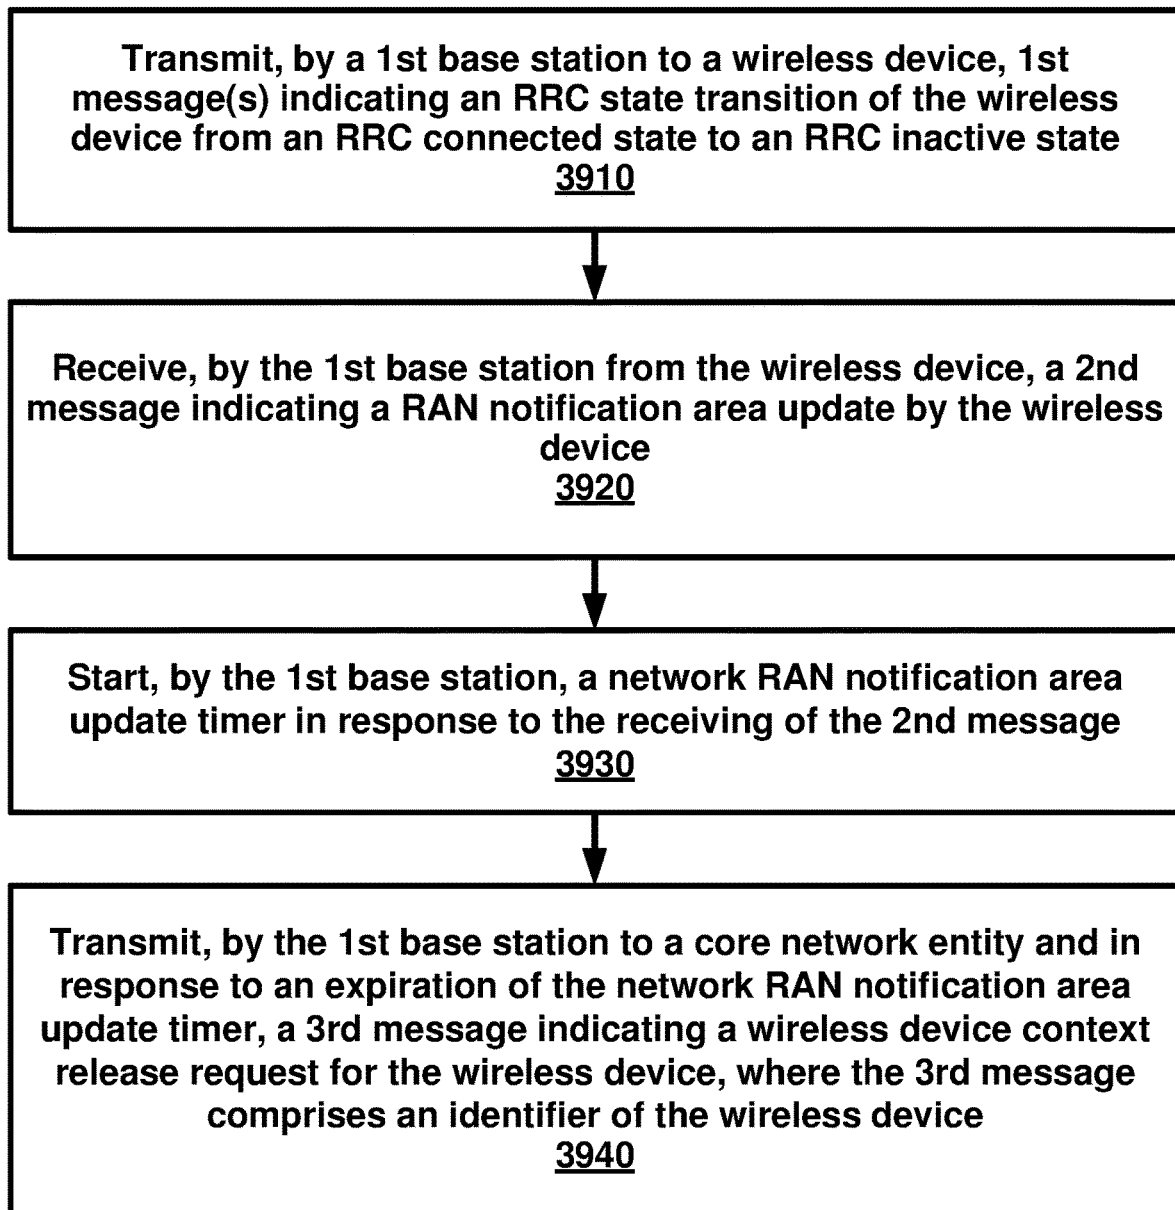 Transmit, by a 1st base station to a wireless device, 1st
message(s) indicating an RRC state transition of the wireless
device from an RRC connected state to an RRC inactive state
3910
Receive, by the 1st base station from the wireless device, a 2nd
message indicating a RAN notification area update by the wireless
device
3920
Start, by the 1st base station, a network RAN notification area
update timer in response to the receiving of the 2nd message
3930
Transmit, by the 1st base station to a core network entity and in
response to an expiration of the network RAN notification area
update timer, a 3rd message indicating a wireless device context
release request for the wireless device, where the 3rd message
comprises an identifier of the wireless device
3940